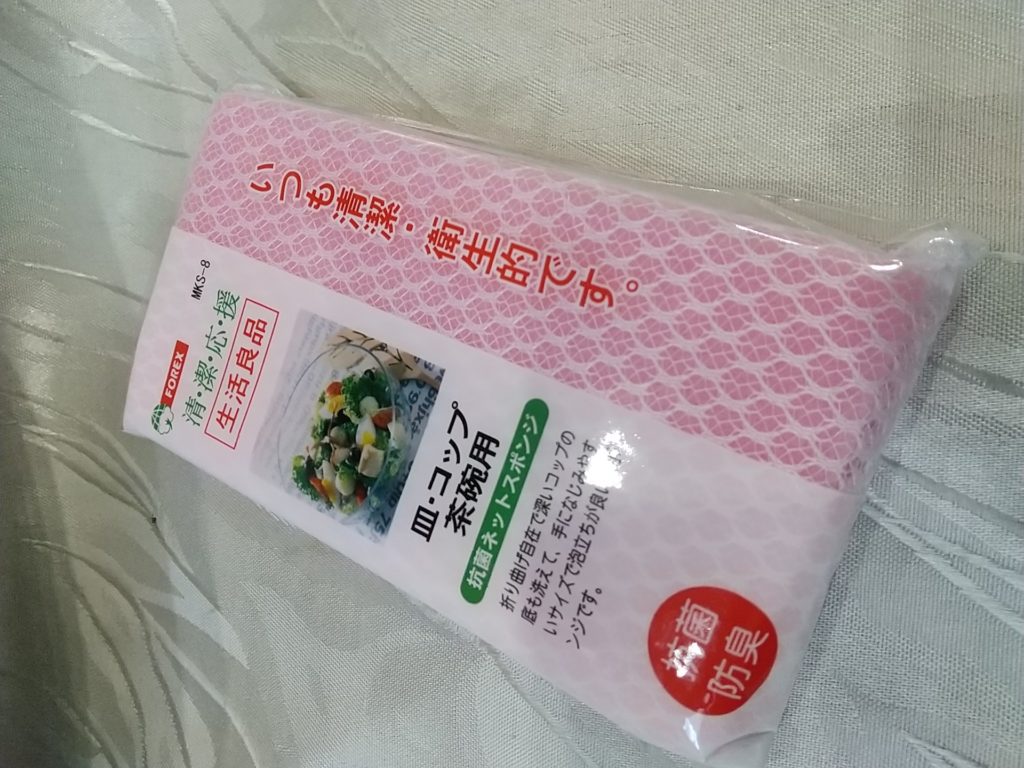 いつも清潔・衛生的です。
MKS-8
FOREX
清・潔・応・援
生活良品
皿・コップ
茶碗用
抗菌ネットスポンジ
折り曲げ自在で深いコップの
底も洗えて、手になじみやす
いサイズで泡立ちが良い
ンジです。
抗菌
防臭